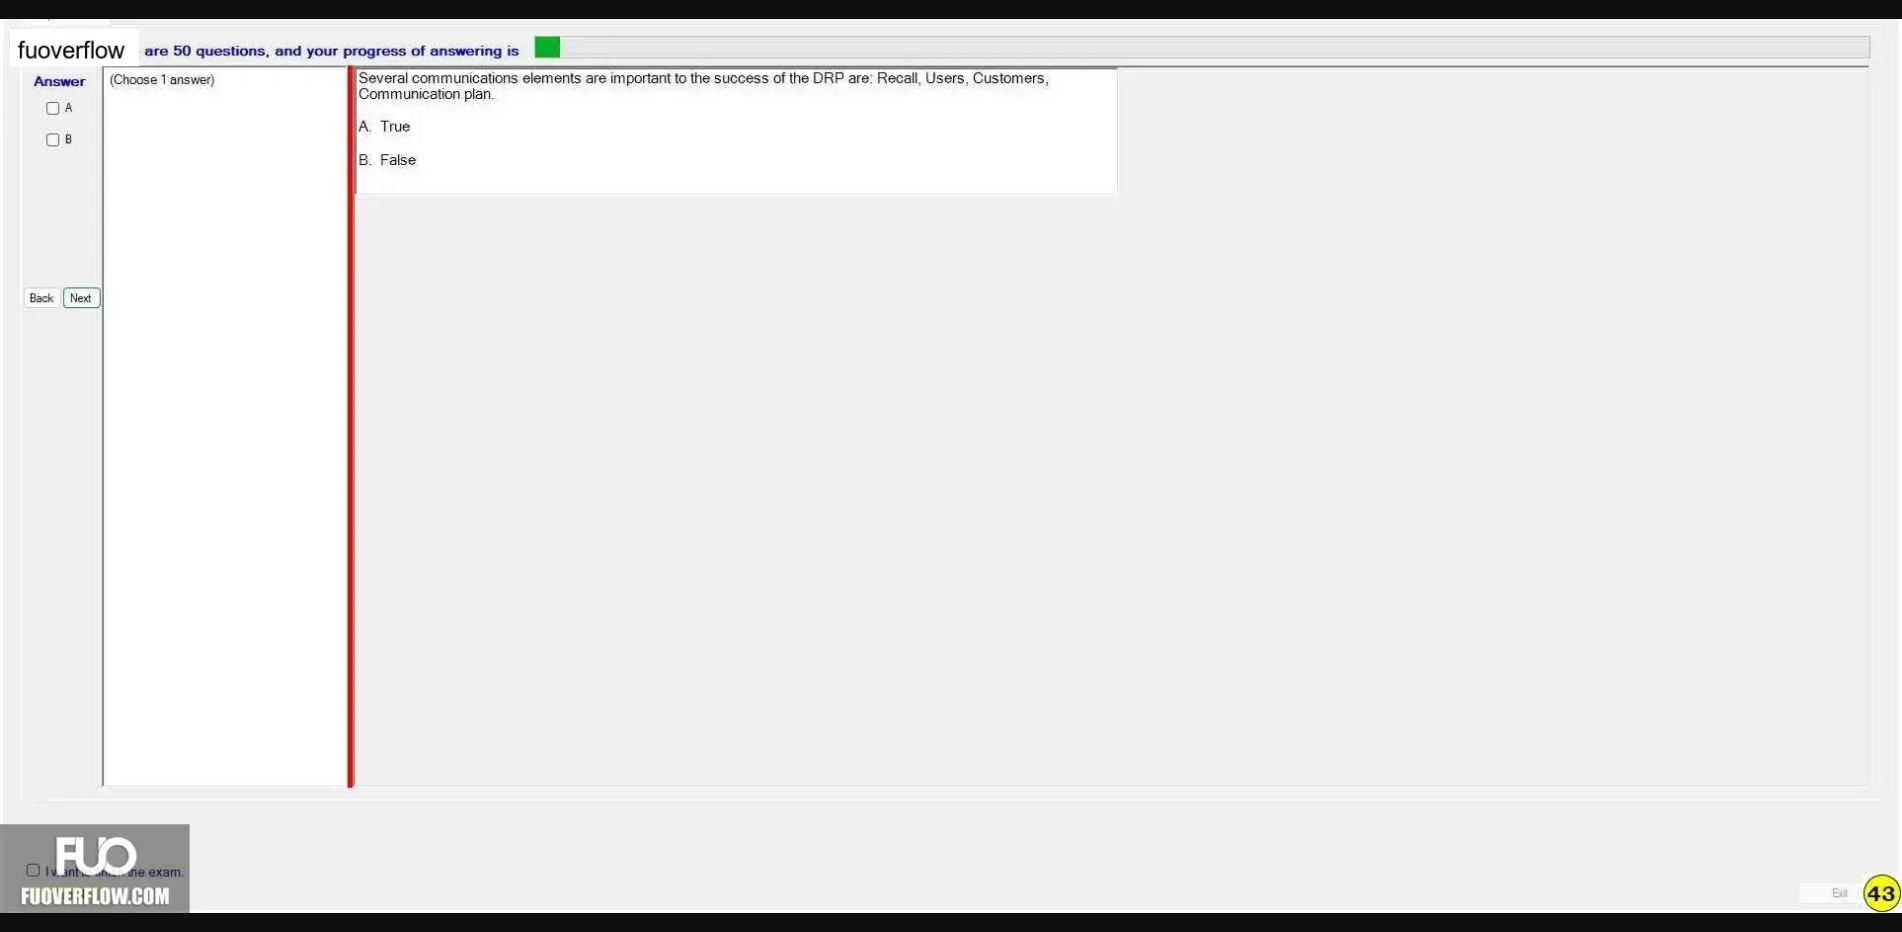 fuoverflow are 50 questions, and your progress of answering is
Answer
(Choose 1 answer)
A
B
Several communications elements are important to the success of the DRP are: Recall, Users, Customers,
Communication plan.
A. True
B. False
Back Next
FUO
I want the exam.
FUOVERFLOW.COM
Exit
43